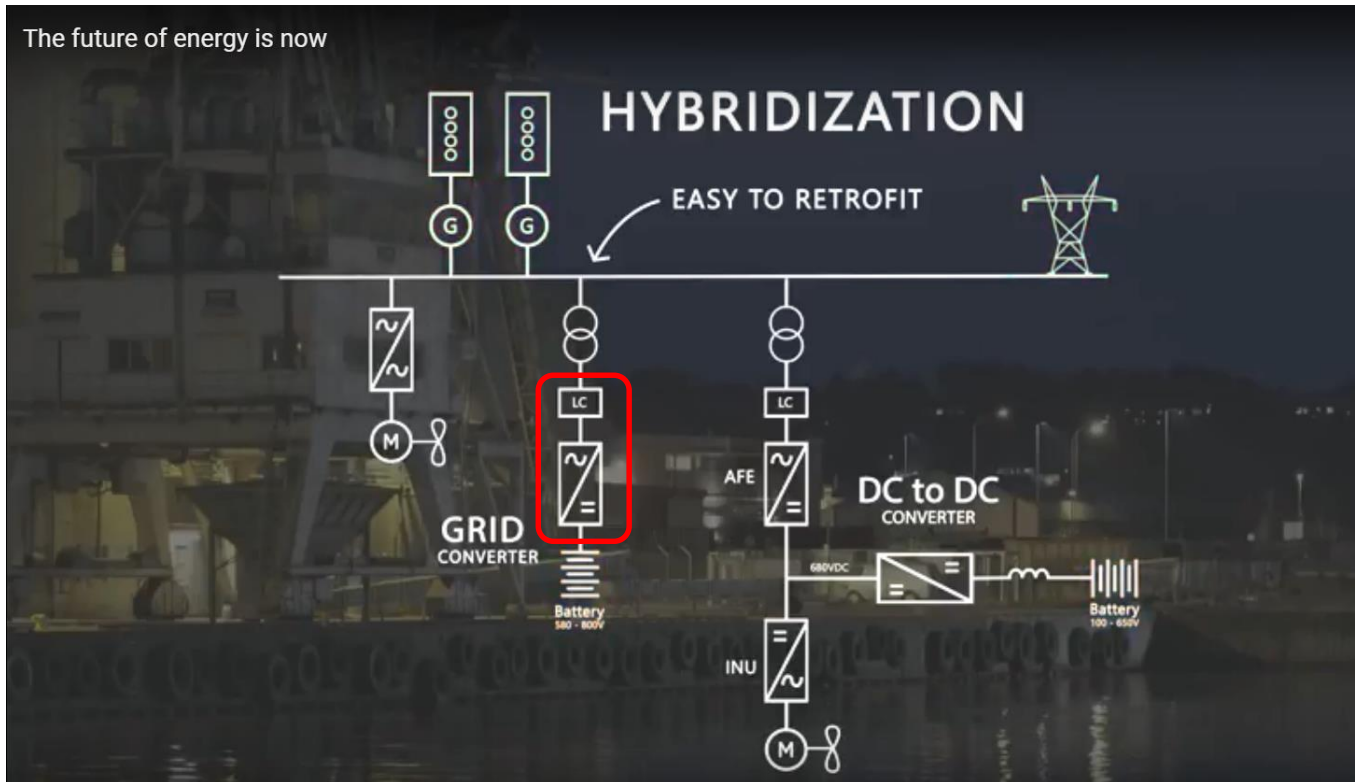 The future of energy is now
HYBRIDIZATION
EASY TO RETROFIT
G
G
LC
LC
M
AFE
DC to DC
CONVERTER
GRID
CONVERTER
680VDC
Battery
580 - 800V
Battery
100 - 650V
INU
M